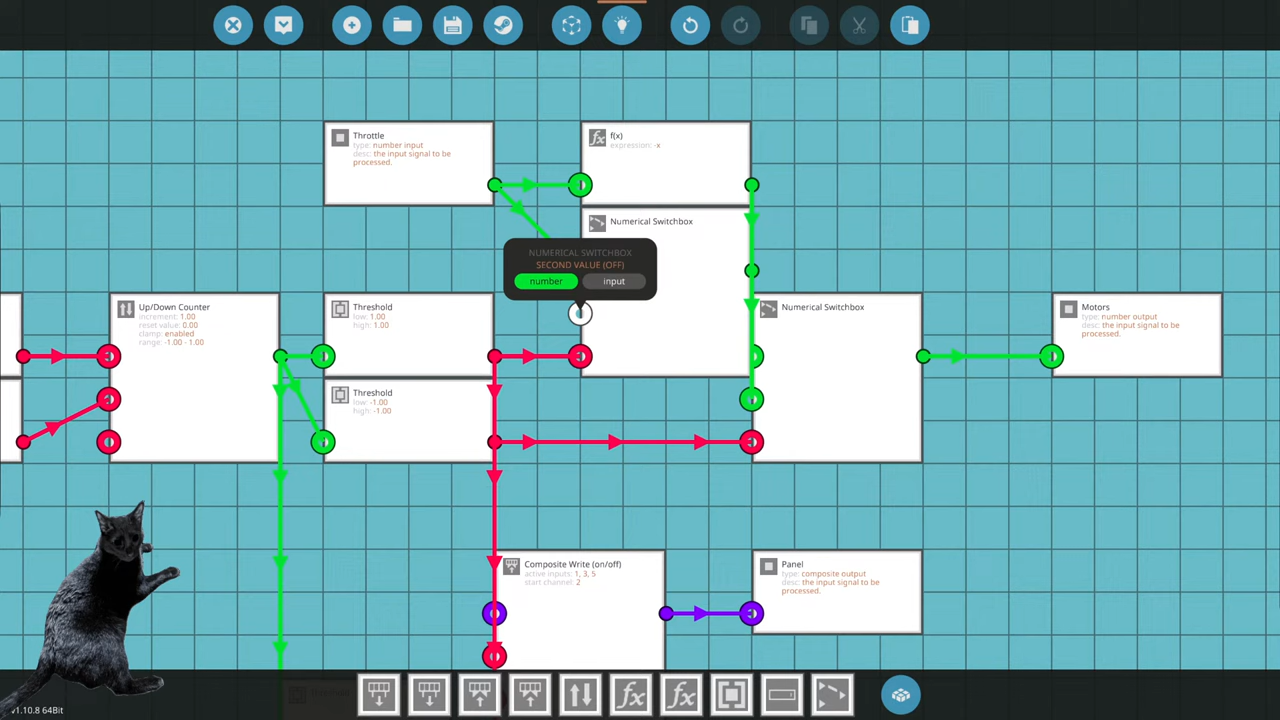 Throttle
type: number input
desc: the input signal to be
processed.
f(x)
expression: -x
Numerical Switchbox
NUMERICAL SWITCHBOX
SECOND VALUE (OFF)
number input
Up/Down Counter
increment: 1.00
reset value: 0.00
clamp: enabled
range: -1.00 - 1.00
Threshold
low: 1.00
high: 1.00
Threshold
low: -1.00
high: -1.00
Numerical Switchbox
Motors
type: number output
desc: the input signal to be
processed.
Composite Write (on/off)
active inputs: 1, 3, 5
start channel: 2
Panel
type: composite output
desc: the input signal to be
processed.
fx fx
v1.10.8 64Bit